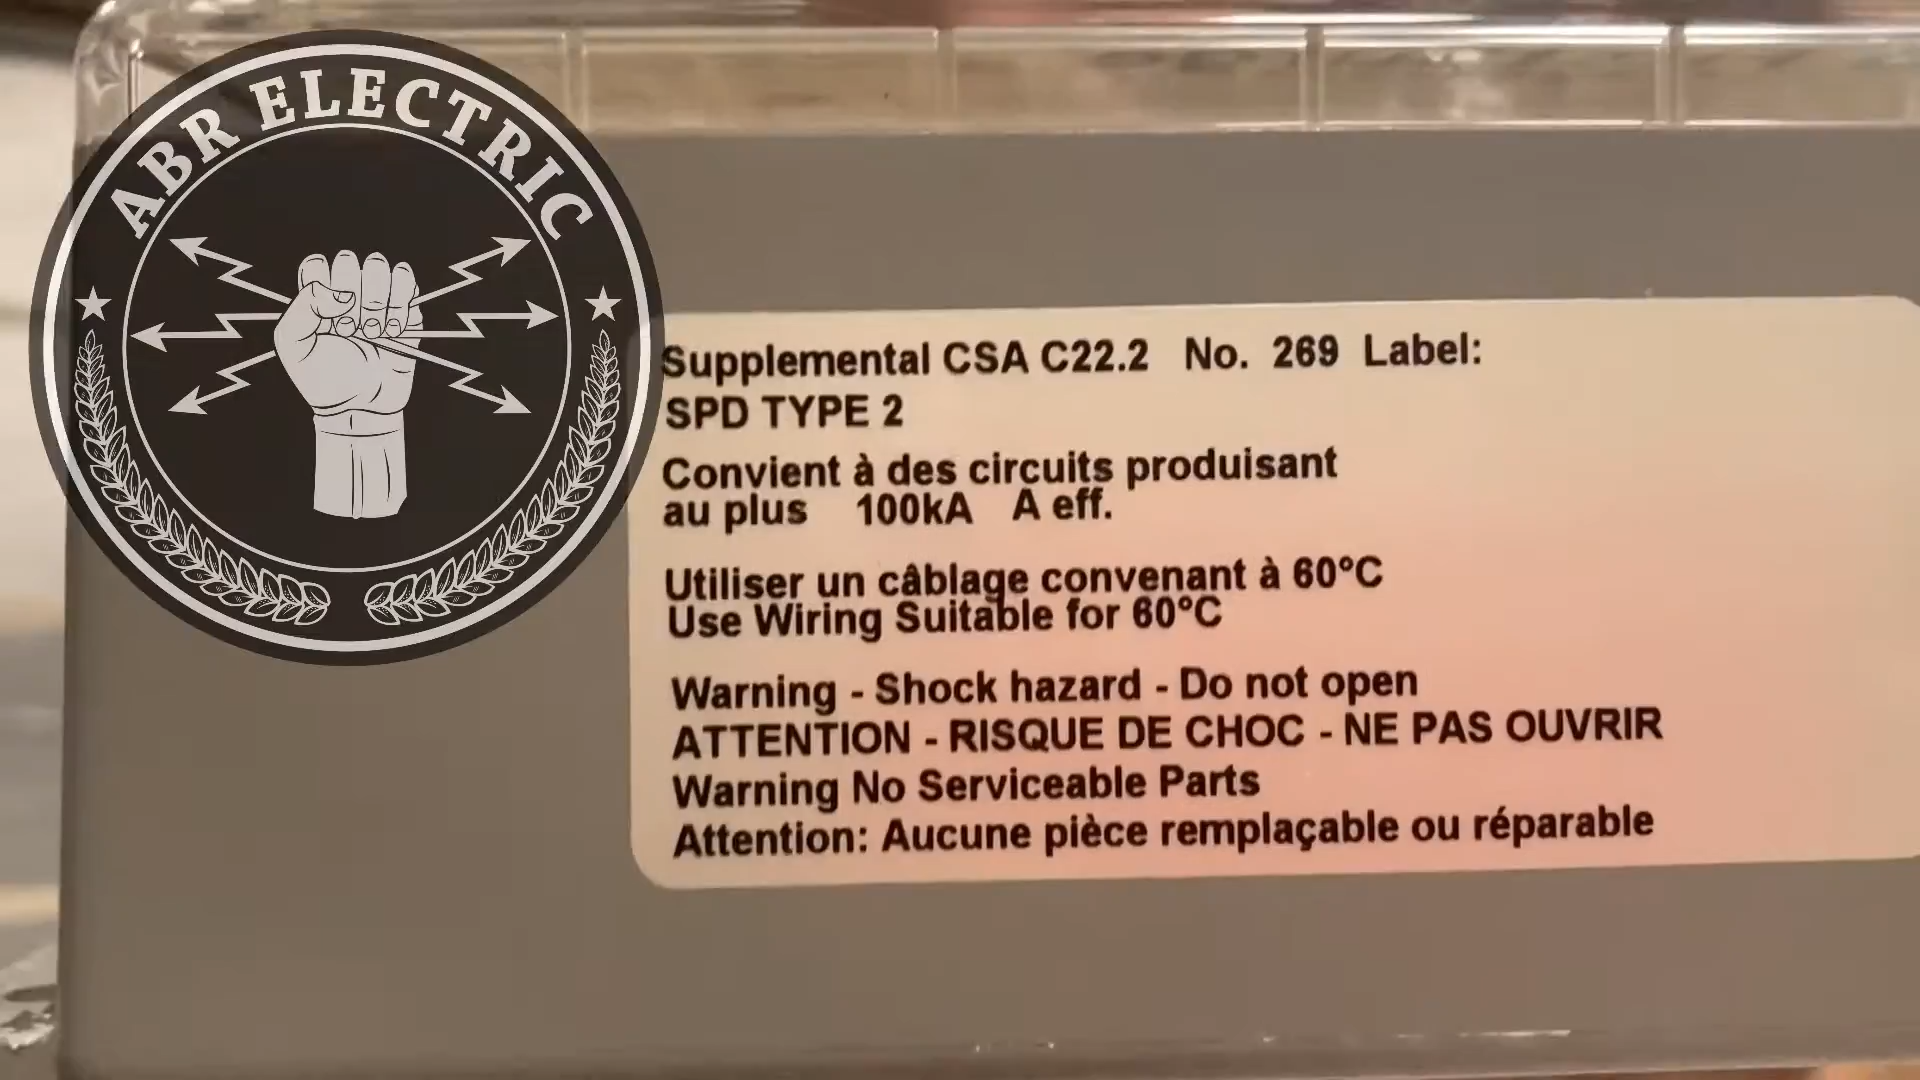 ABR ELECTRIC
Supplemental CSA C22.2 No. 269 Label:
SPD TYPE 2
Convient à des circuits produisant
au plus 100kA A eff.
Utiliser un câblage convenant à 60°C
Use Wiring Suitable for 60°C
Warning - Shock hazard - Do not open
ATTENTION - RISQUE DE CHOC - NE PAS OUVRIR
Warning No Serviceable Parts
Attention: Aucune pièce remplaçable ou réparable